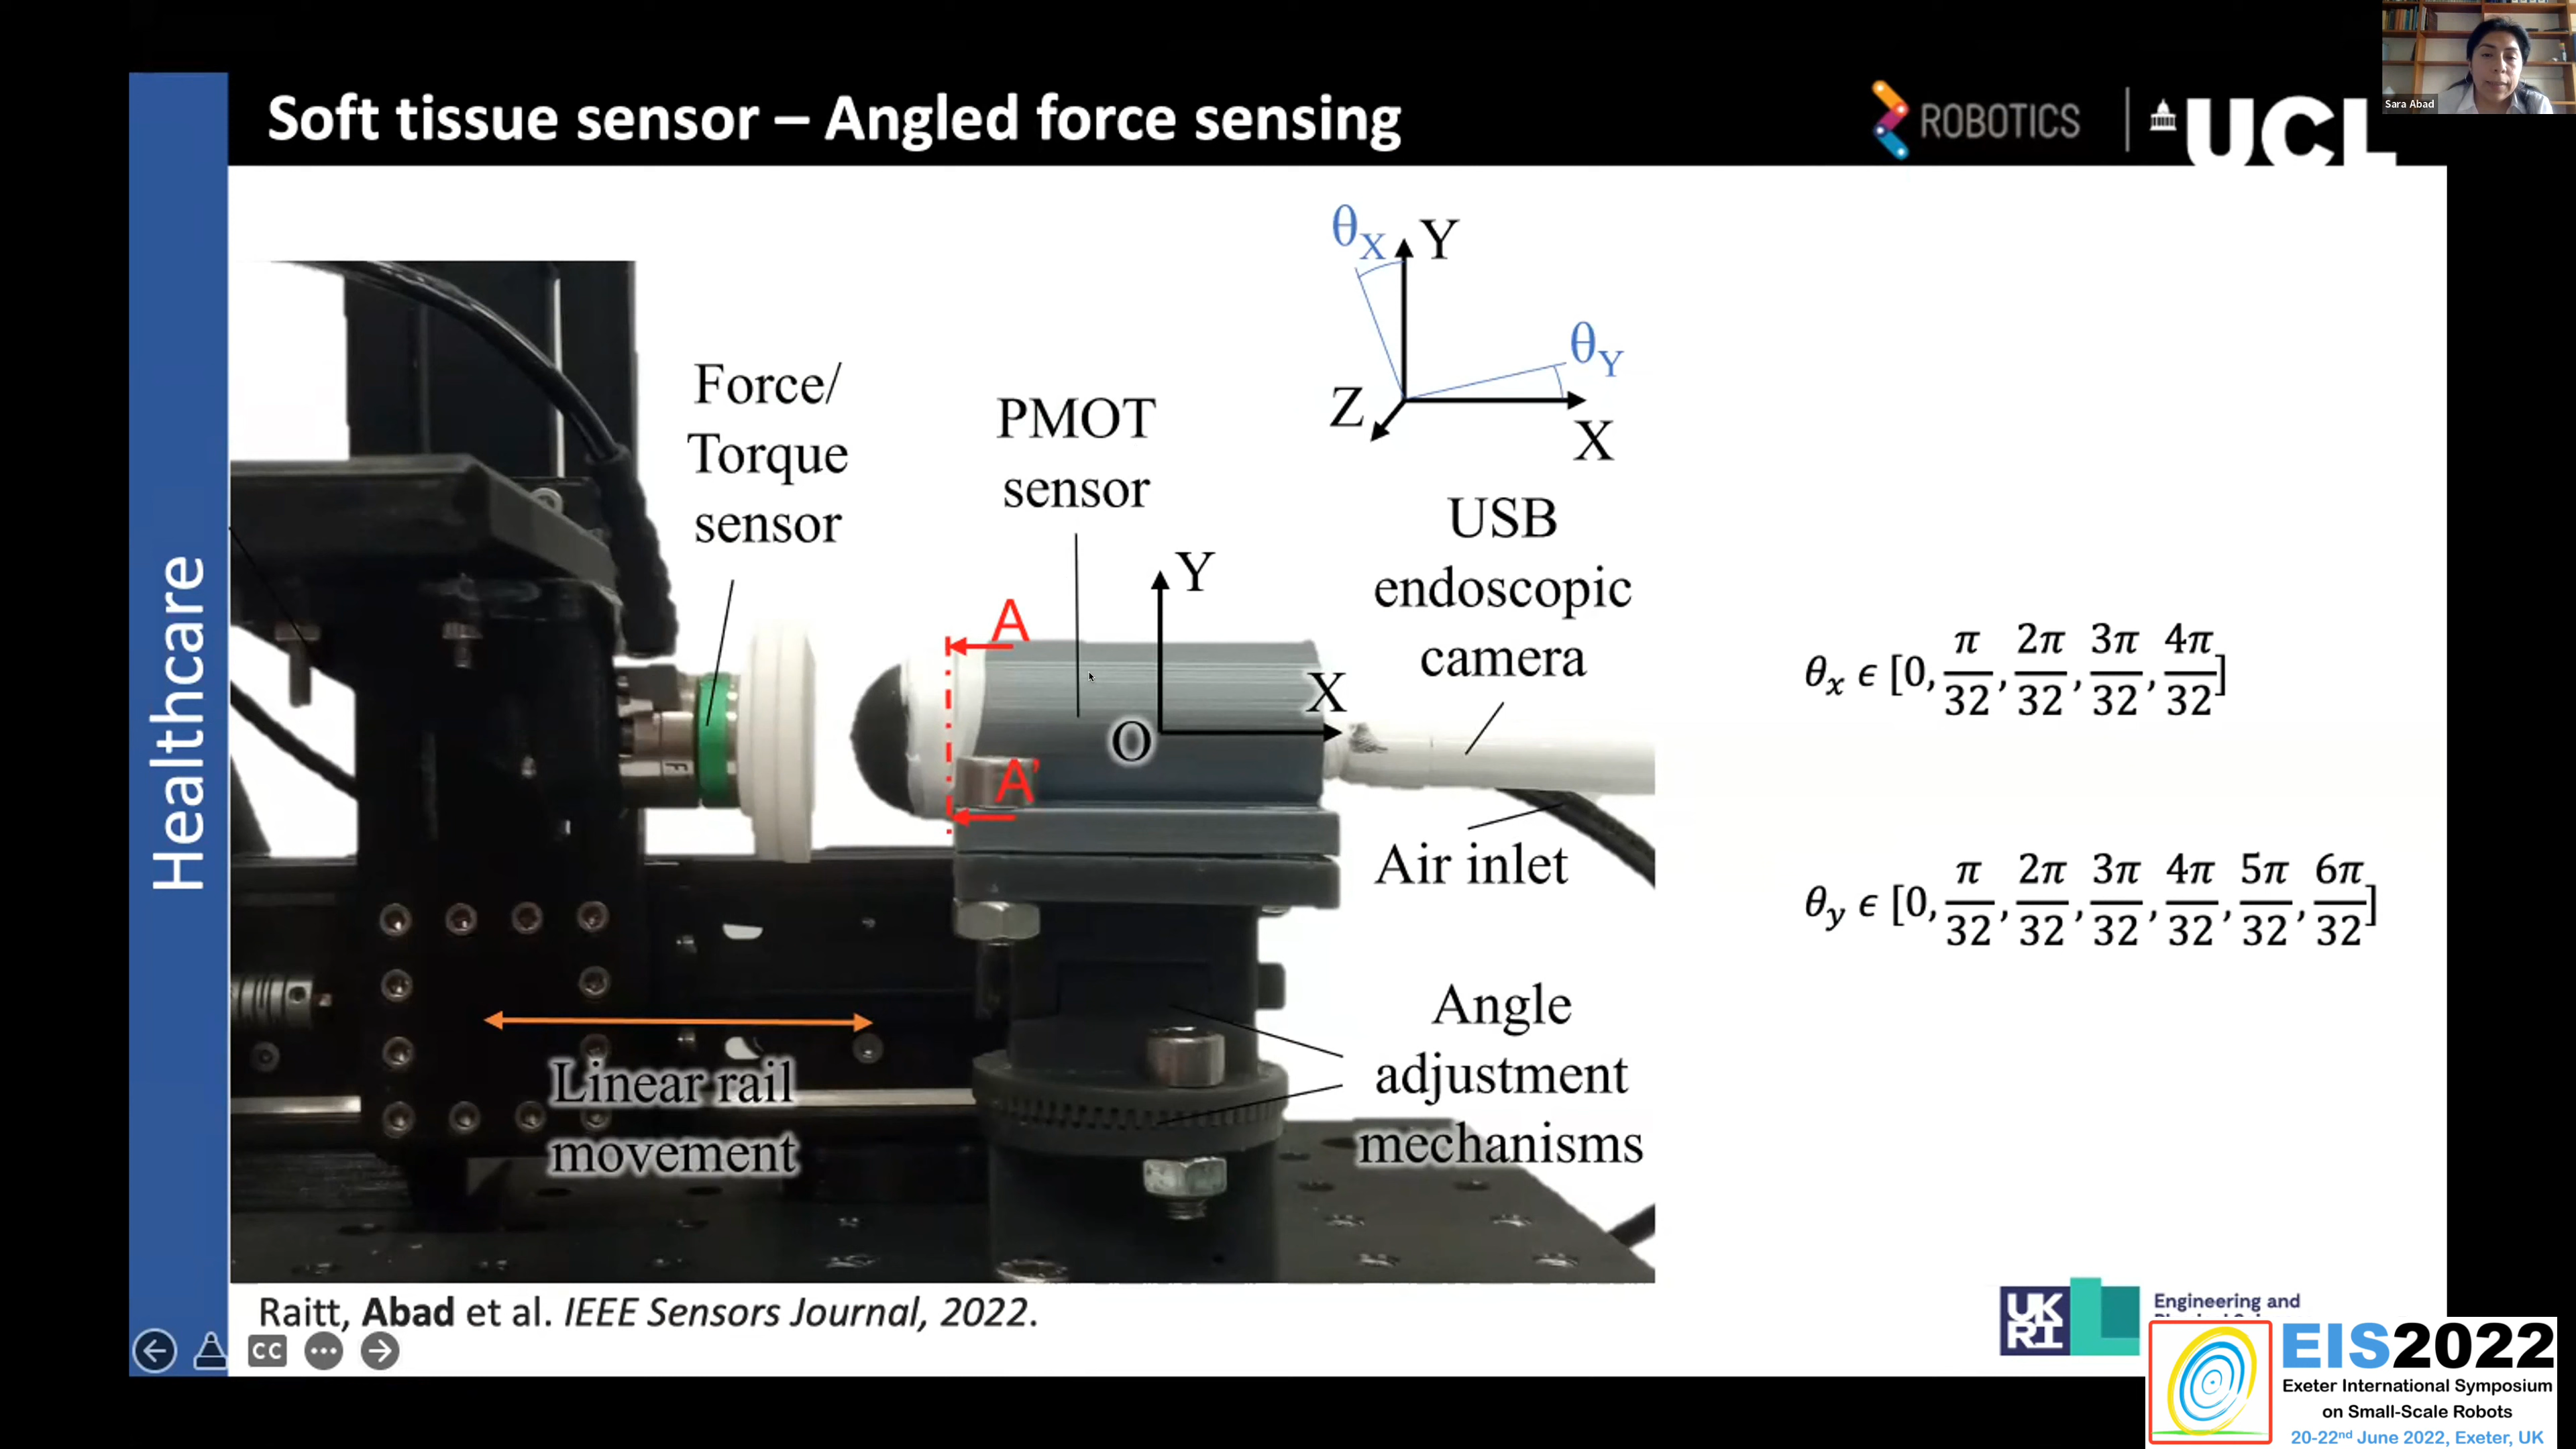 Sara Abad
Soft tissue sensor – Angled force sensing
ROBOTICS
UCL
Healthcare
θX
Y
θY
Z
X
Force/
Torque
sensor
PMOT
sensor
USB
endoscopic
camera
Y
A
X
O
A'
F
Air inlet
Angle
adjustment
mechanisms
Linear rail
movement
θx ϵ [0, π/32, 2π/32, 3π/32, 4π/32]
θy ϵ [0, π/32, 2π/32, 3π/32, 4π/32, 5π/32, 6π/32]
Raitt, Abad et al. IEEE Sensors Journal, 2022.
CC
UK
RI
Engineering and
EIS2022
Exeter International Symposium
on Small-Scale Robots
20-22nd June 2022, Exeter, UK